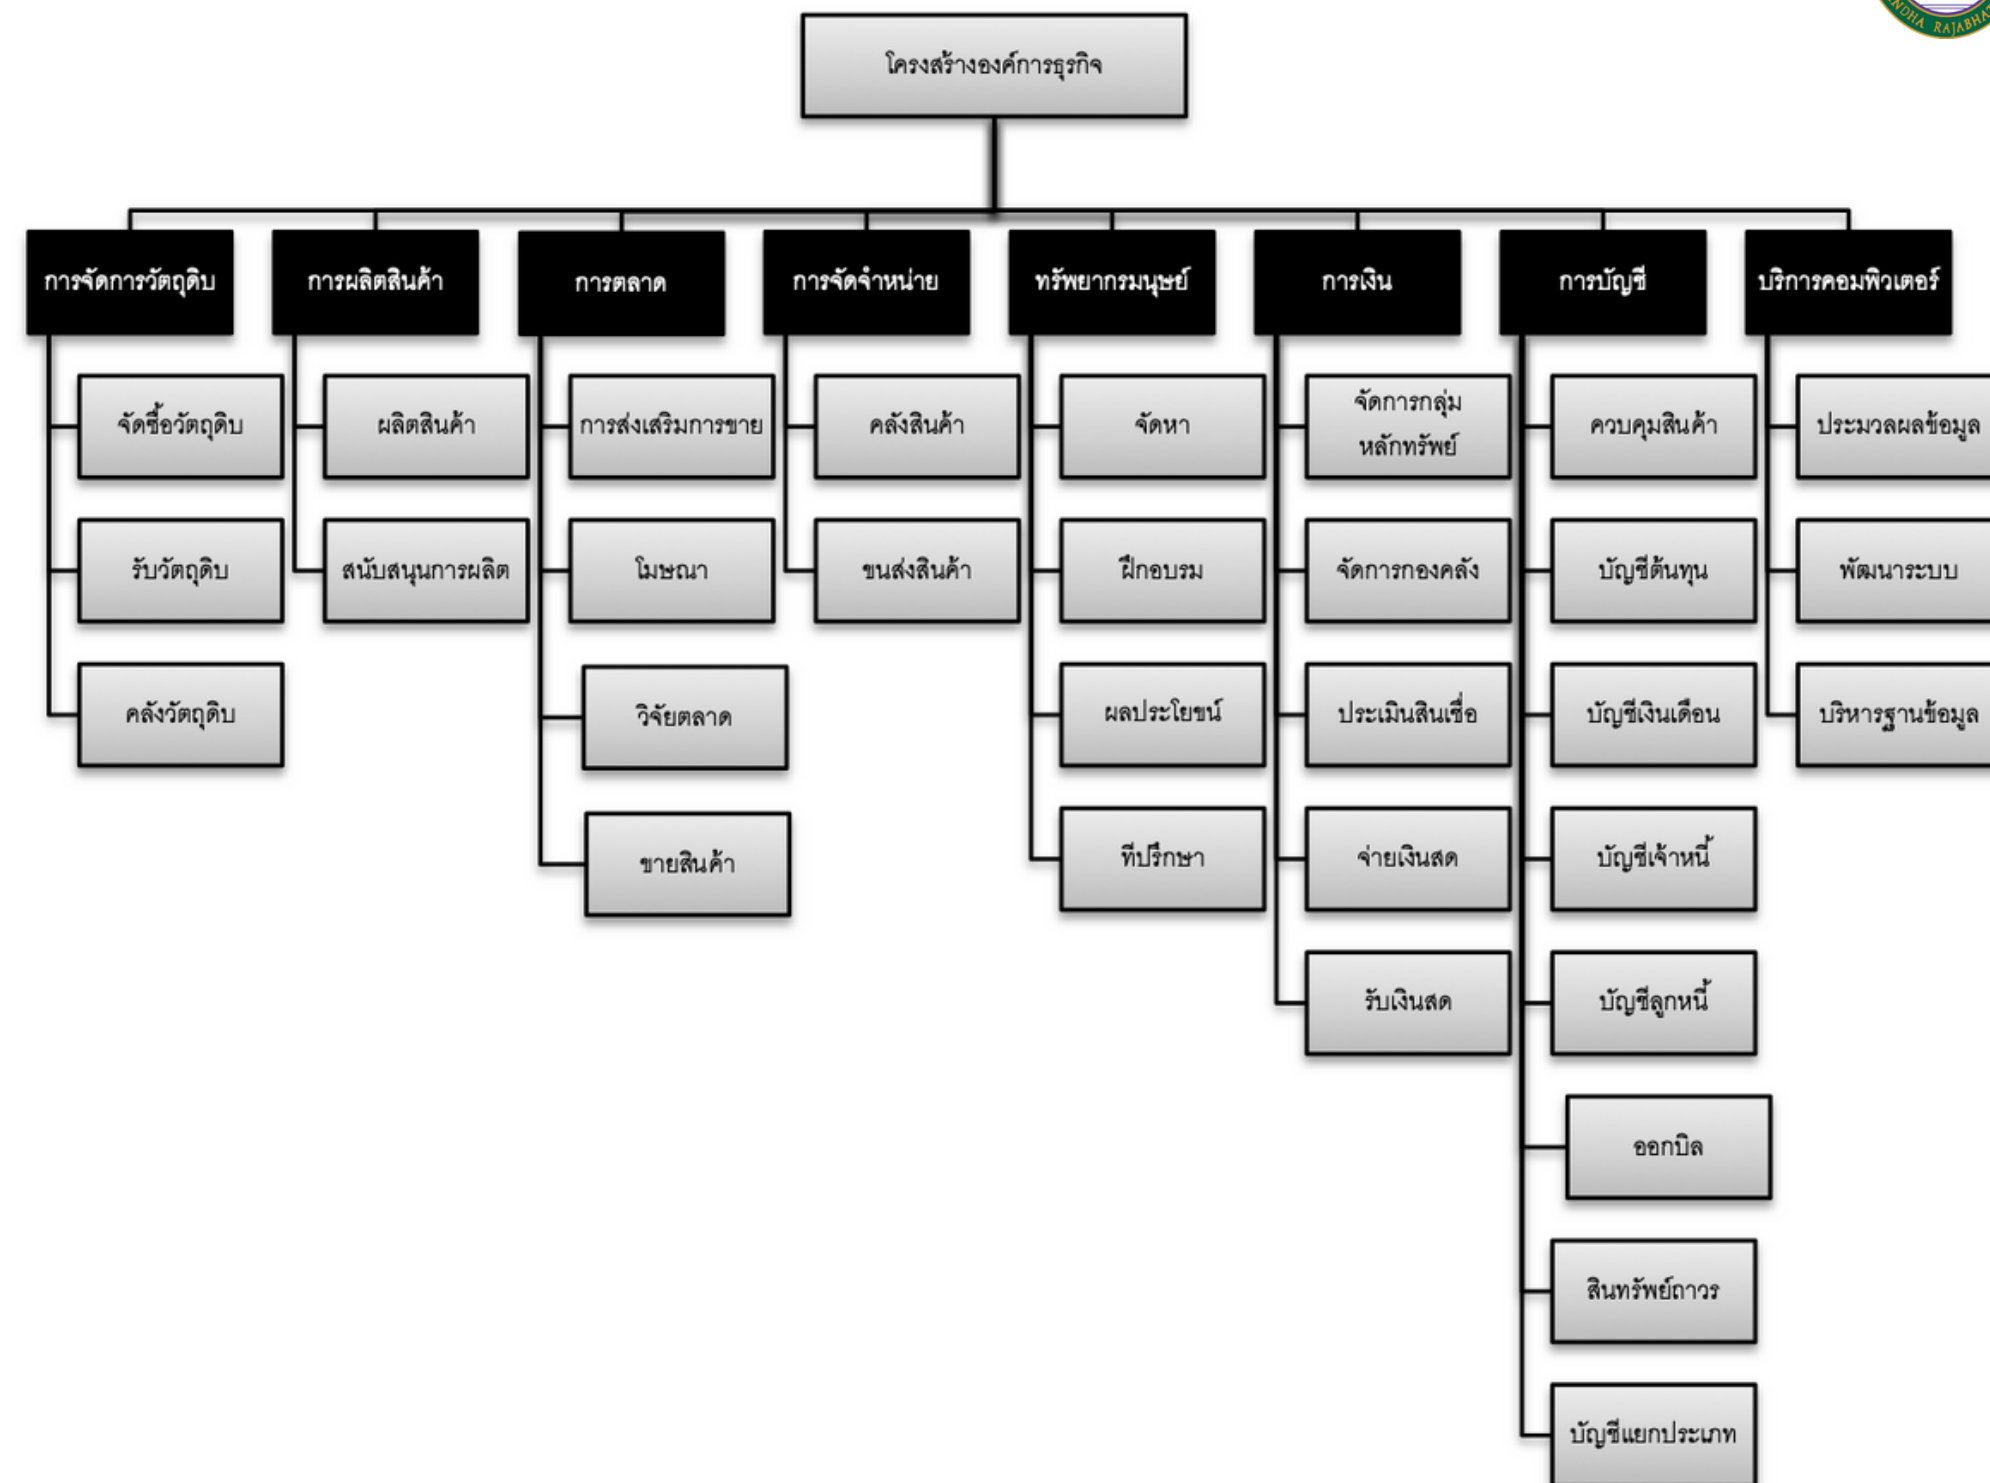 โครงสร้างองค์การธุรกิจ
การจัดการวัตถุดิบ
จัดซื้อวัตถุดิบ
รับวัตถุดิบ
คลังวัตถุดิบ
การผลิตสินค้า
ผลิตสินค้า
สนับสนุนการผลิต
การตลาด
การส่งเสริมการขาย
โฆษณา
วิจัยตลาด
ขายสินค้า
การจัดจำหน่าย
คลังสินค้า
ขนส่งสินค้า
ทรัพยากรมนุษย์
จัดหา
ฝึกอบรม
ผลประโยชน์
ที่ปรึกษา
การเงิน
จัดการกลุ่ม
หลักทรัพย์
จัดการกองคลัง
ประเมินสินเชื่อ
จ่ายเงินสด
รับเงินสด
การบัญชี
ควบคุมสินค้า
บัญชีต้นทุน
บัญชีเงินเดือน
บัญชีเจ้าหนี้
บัญชีลูกหนี้
ออกบิล
สินทรัพย์ถาวร
บัญชีแยกประเภท
บริการคอมพิวเตอร์
ประมวลผลข้อมูล
พัฒนาระบบ
บริหารฐานข้อมูล